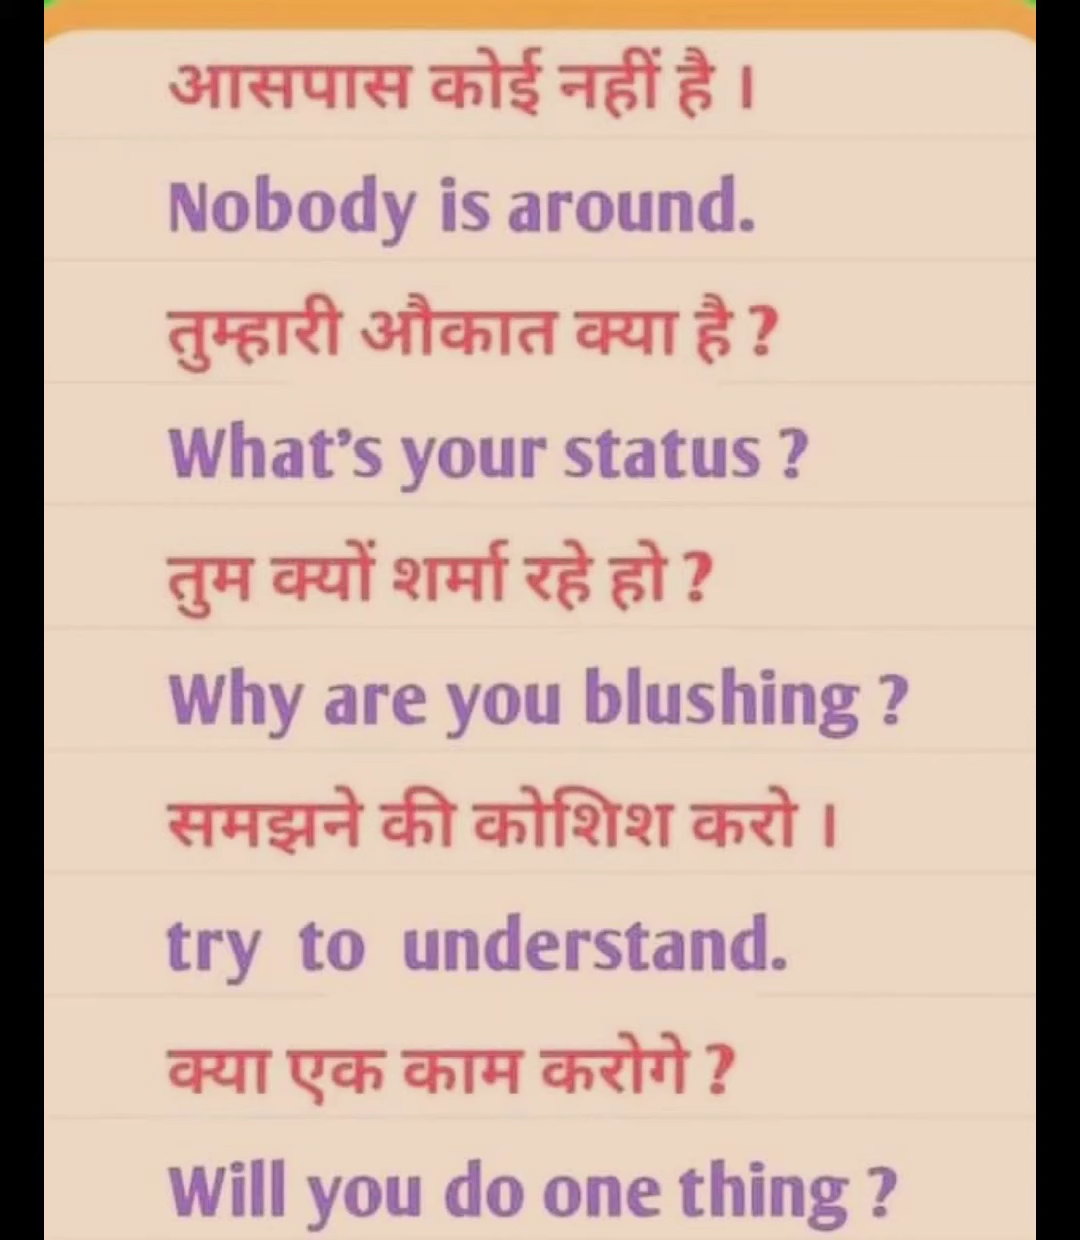 आसपास कोई नहीं है ।
Nobody is around.
तुम्हारी औकात क्या है ?
What's your status ?
तुम क्यों शर्मा रहे हो ?
Why are you blushing ?
समझने की कोशिश करो ।
try to understand.
क्या एक काम करोगे ?
Will you do one thing ?